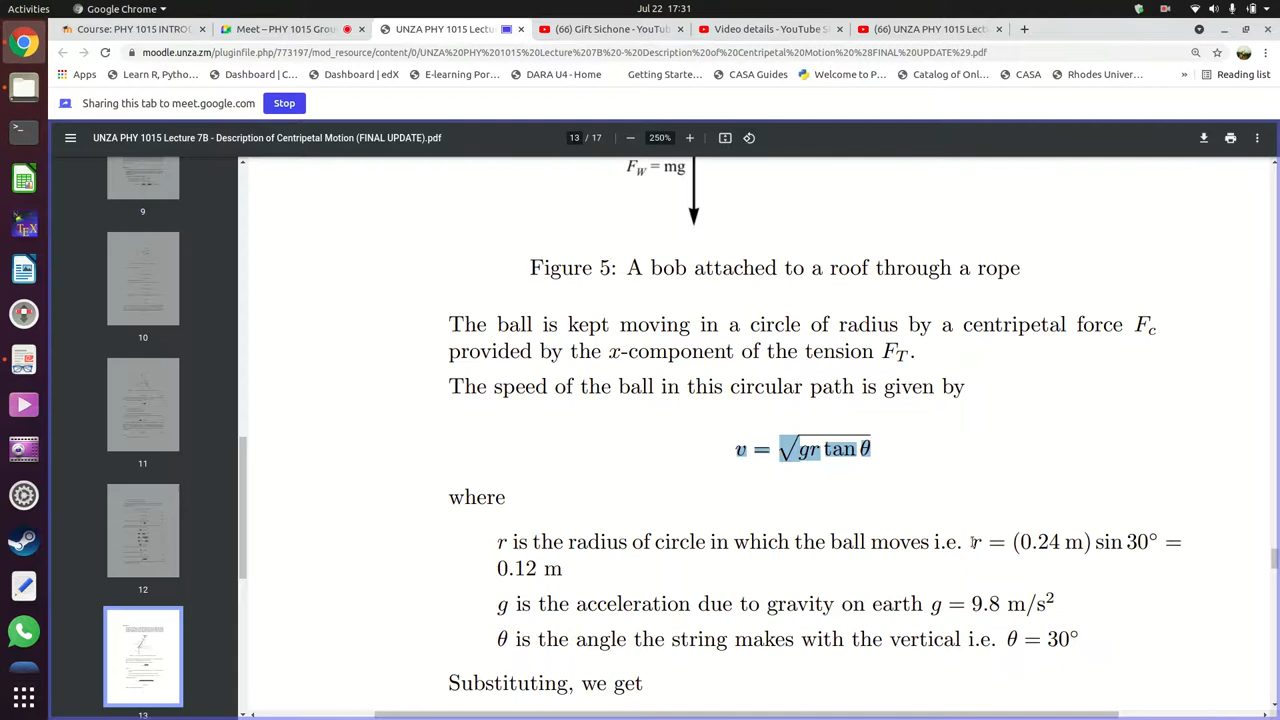 Activities
Google Chrome
Jul 22 17:31
Course: PHY 1015 INTROD
Meet – PHY 1015 Group
UNZA PHY 1015 Lectu
(66) Gift Sichone - YouTub
Video details - YouTube S
(66) UNZA PHY 1015 Lect
moodle.unza.zm/pluginfile.php/773197/mod_resource/content/0/UNZA%20PHY%201015%20Lecture%207B%20-%20Description%20of%20Centripetal%20Motion%20%28FINAL%20UPDATE%29.pdf
Apps
Learn R, Pytho...
Dashboard | C...
Dashboard | edX
E-learning Por...
DARA U4 - Home
Getting Starte...
CASA Guides
Welcome to P...
Catalog of Onl...
CASA
Rhodes Univer...
»
Reading list
Sharing this tab to meet.google.com
Stop
UNZA PHY 1015 Lecture 7B - Description of Centripetal Motion (FINAL UPDATE).pdf
13 / 17
250%
9
10
11
12
13
F_W = mg
Figure 5: A bob attached to a roof through a rope
The ball is kept moving in a circle of radius by a centripetal force F_c
provided by the x-component of the tension F_T.
The speed of the ball in this circular path is given by
v = √gr tan θ
where
r is the radius of circle in which the ball moves i.e. r = (0.24 m) sin 30° =
0.12 m
g is the acceleration due to gravity on earth g = 9.8 m/s²
θ is the angle the string makes with the vertical i.e. θ = 30°
Substituting, we get